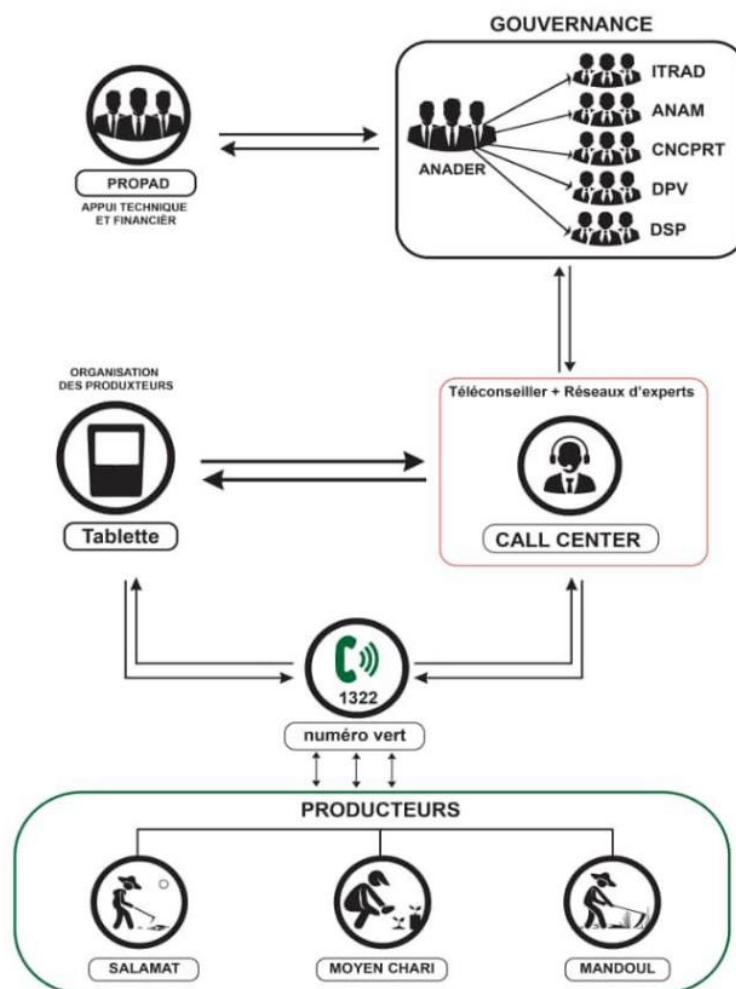 GOUVERNANCE
ITRAD
ANAM
CNCPRT
DPV
DSP
ANADER
PROPAD
APPUI TECHNIQUE
ET FINANCIÈR
ORGANISATION
DES PRODUXTEURS
Tablette
Téléconseiller + Réseaux d'experts
CALL CENTER
1322
numéro vert
PRODUCTEURS
SALAMAT
MOYEN CHARI
MANDOUL